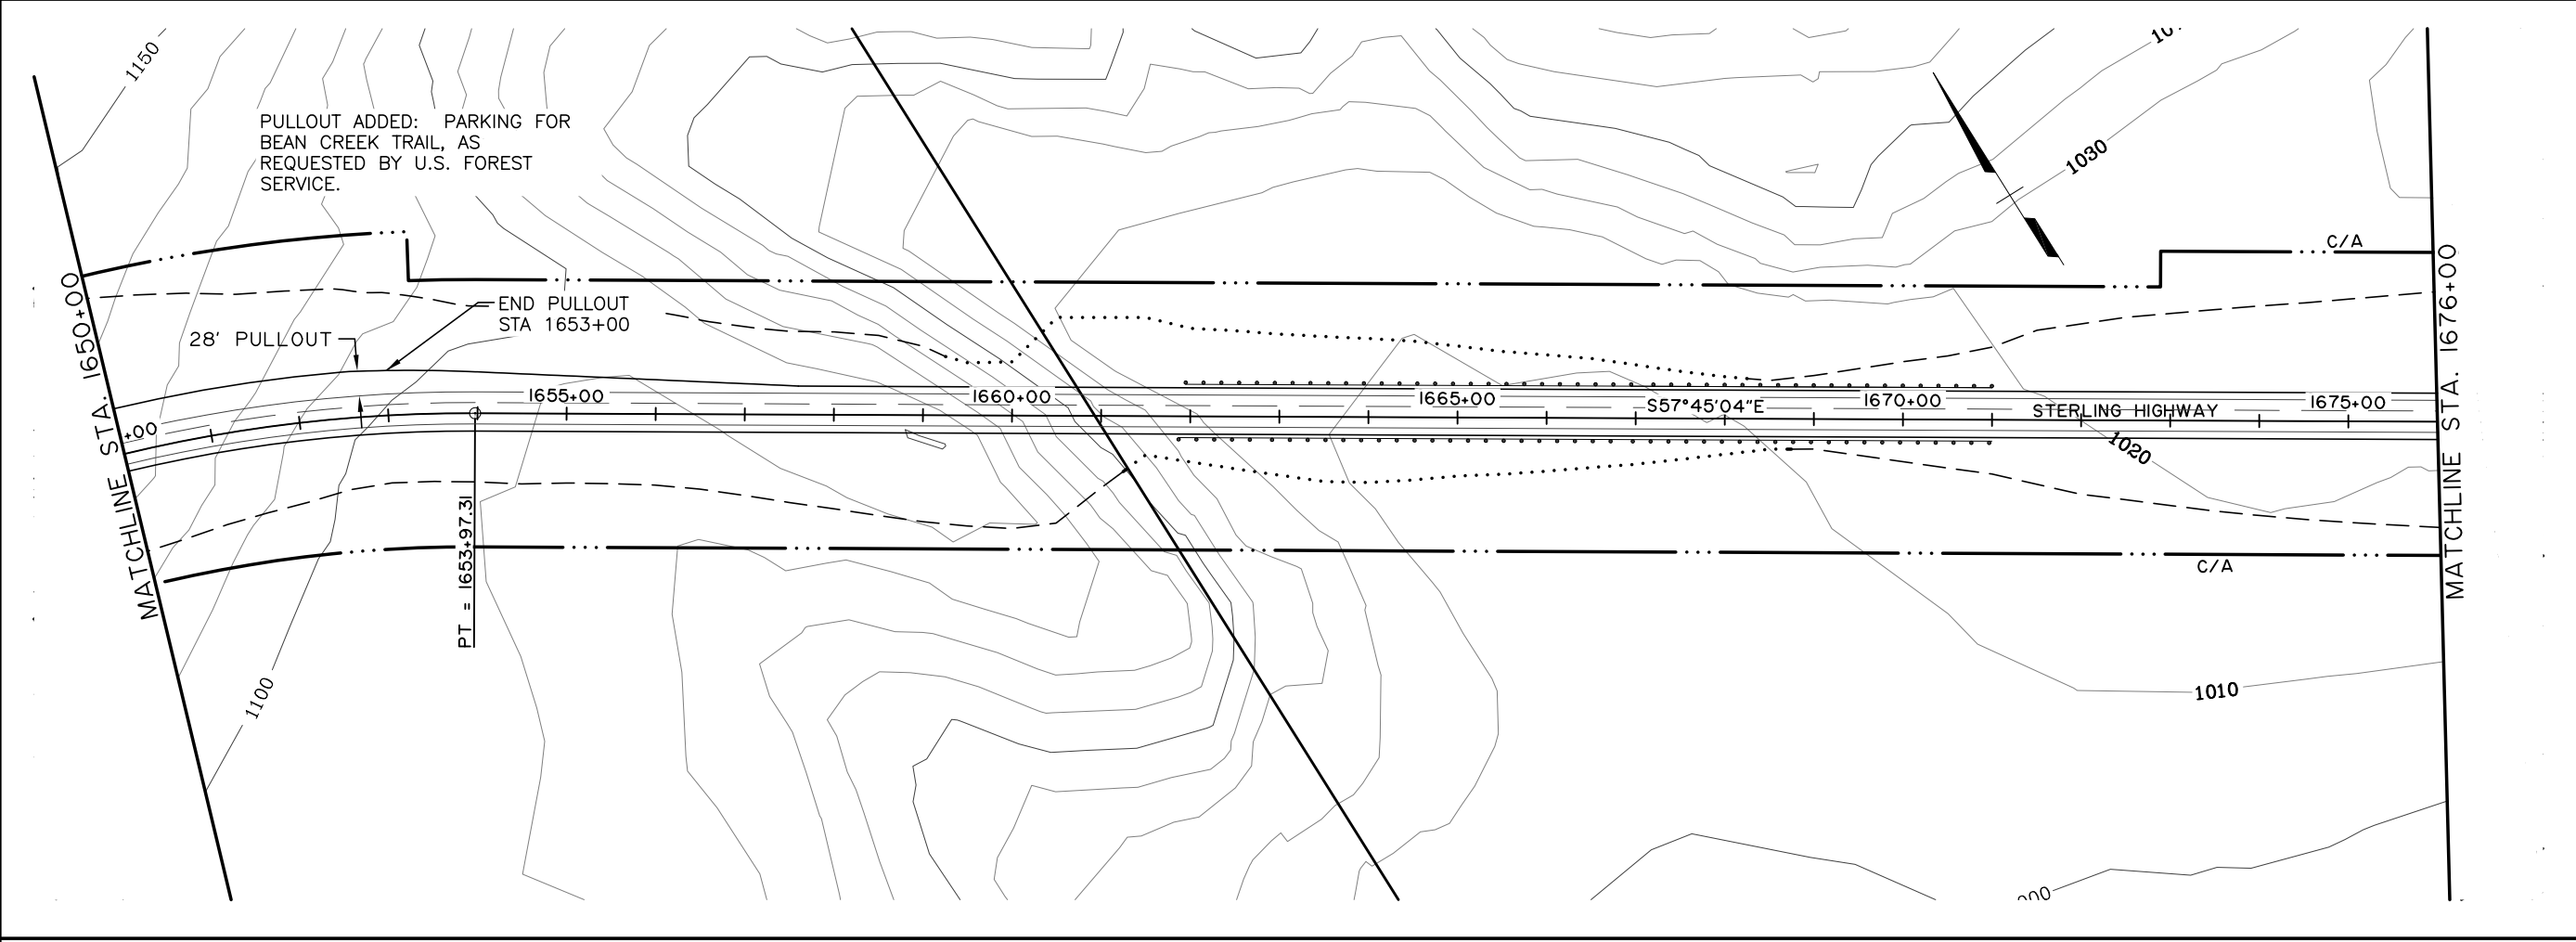 1150
PULLOUT ADDED: PARKING FOR
BEAN CREEK TRAIL, AS
REQUESTED BY U.S. FOREST
SERVICE.
1030
C/A
MATCHLINE STA. 1650+00
END PULLOUT
STA 1653+00
28' PULLOUT
+00
1655+00
1660+00
1665+00
S57°45'04"E
1670+00
STERLING HIGHWAY
1675+00
1020
MATCHLINE STA. 1676+00
PT = 1653+97.31
C/A
1100
1010